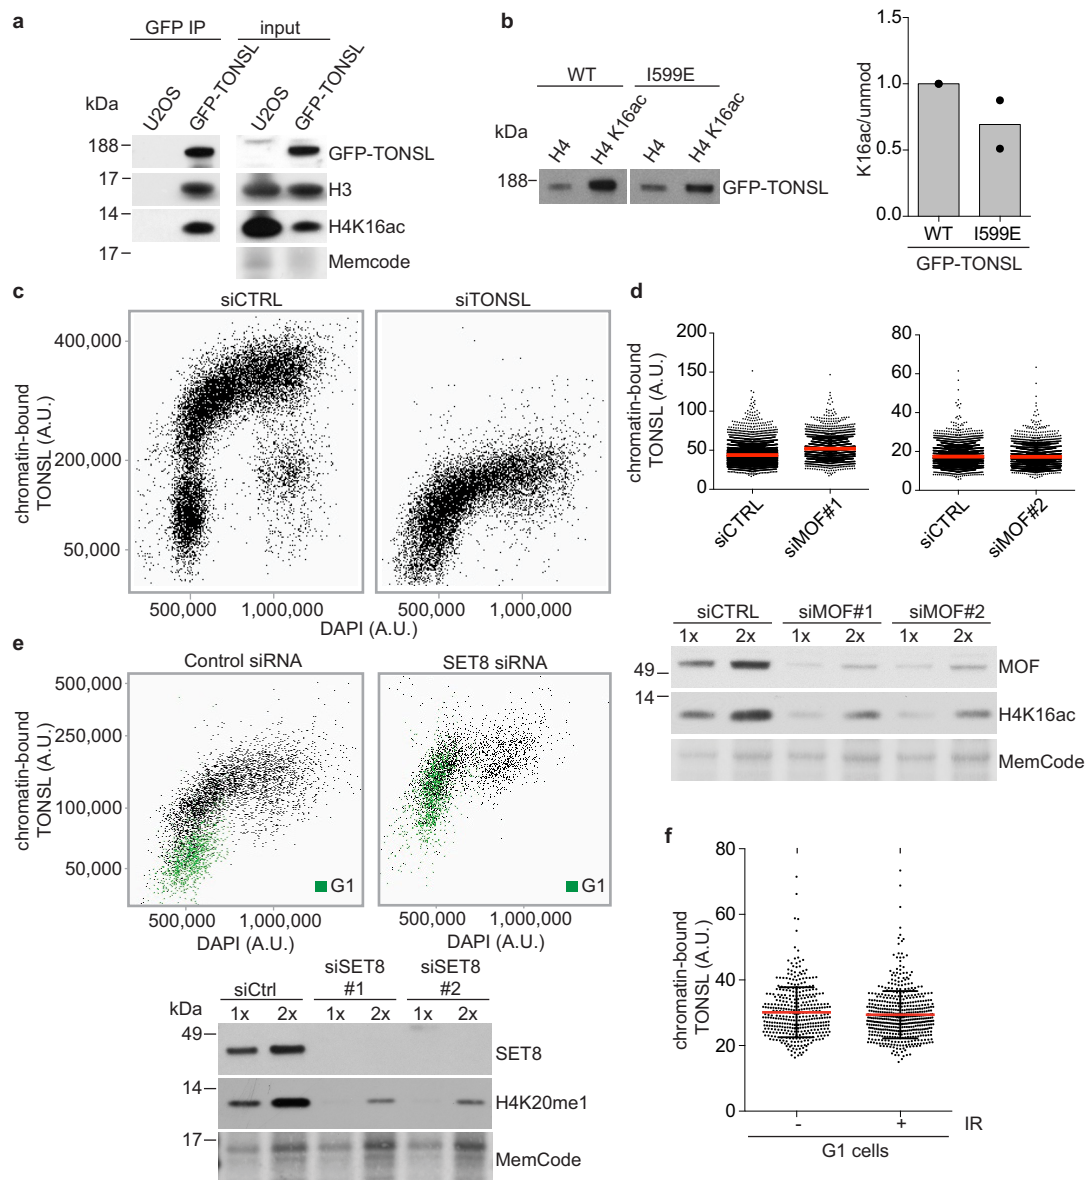 a
GFP IP
input
kDa
U2OS
GFP-TONSL
U2OS
GFP-TONSL
188
GFP-TONSL
17
H3
14
H4K16ac
17
Memcode
b
WT
I599E
kDa
H4
H4 K16ac
H4
H4 K16ac
188
GFP-TONSL
K16ac/unmod
1.5
1.0
0.5
0.0
WT
I599E
GFP-TONSL
c
siCTRL
siTONSL
chromatin-bound
TONSL (A.U.)
400,000
200,000
50,000
500,000
1,000,000
500,000
1,000,000
DAPI (A.U.)
d
chromatin-bound
TONSL (A.U.)
200
150
100
50
0
siCTRL
siMOF#1
80
60
40
20
0
siCTRL
siMOF#2
siCTRL
siMOF#1
siMOF#2
1x
2x
1x
2x
1x
2x
49
MOF
14
H4K16ac
MemCode
e
Control siRNA
SET8 siRNA
chromatin-bound
TONSL (A.U.)
500,000
250,000
100,000
50,000
G1
G1
500,000
1,000,000
500,000
1,000,000
DAPI (A.U.)
DAPI (A.U.)
kDa
siCtrl
siSET8
#1
siSET8
#2
1x
2x
1x
2x
1x
2x
49
SET8
14
H4K20me1
17
MemCode
f
chromatin-bound
TONSL (A.U.)
80
60
40
20
0
-
+
IR
G1 cells